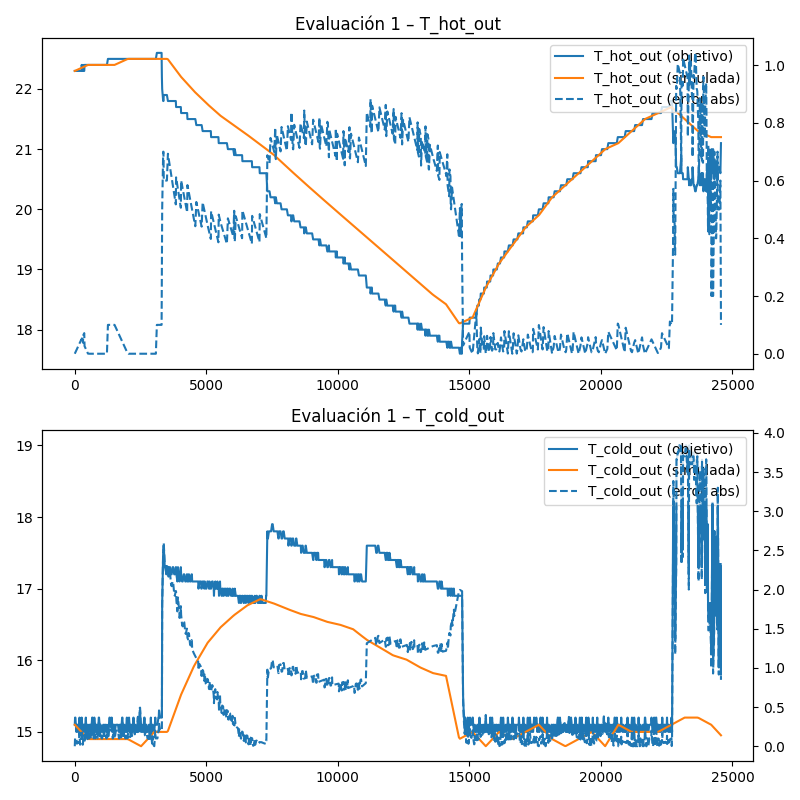 Evaluación 1 – T_hot_out
T_hot_out (objetivo)
T_hot_out (simulada)
T_hot_out (error abs)
22
21
20
19
18
1.0
0.8
0.6
0.4
0.2
0.0
0 5000 10000 15000 20000 25000
Evaluación 1 – T_cold_out
T_cold_out (objetivo)
T_cold_out (simulada)
T_cold_out (error abs)
19
18
17
16
15
4.0
3.5
3.0
2.5
2.0
1.5
1.0
0.5
0.0
0 5000 10000 15000 20000 25000